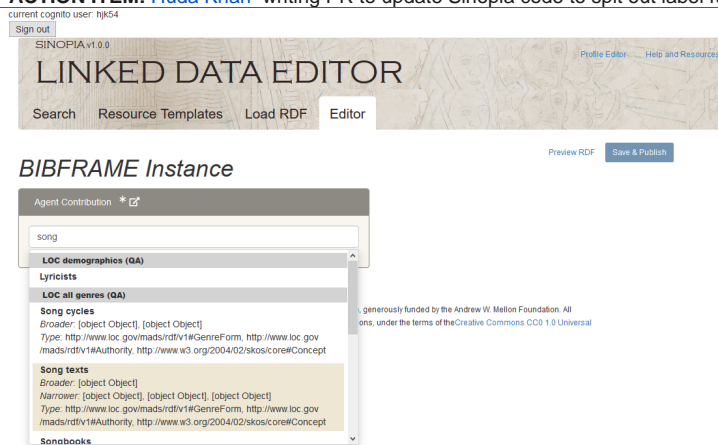 ACTION ITEM: Huda Khan writing PR to update Sinopia code to spit out label
current cognito user: hjk54
Sign out
SINOPIA v1.0.0
Profile Editor Help and Resources
LINKED DATA EDITOR
Search Resource Templates Load RDF Editor
Preview RDF Save & Publish
BIBFRAME Instance
Agent Contribution *
song
LOC demographics (QA)
Lyricists
LOC all genres (QA)
Song cycles
, generously funded by the Andrew W. Mellon Foundation. All
Broader: [object Object], [object Object]
ons, under the terms of theCreative Commons CC0 1.0 Universal
Type: http://www.loc.gov/mads/rdf/v1#GenreForm, http://www.loc.gov
/mads/rdf/v1#Authority, http://www.w3.org/2004/02/skos/core#Concept
Song texts
Broader: [object Object]
Narrower: [object Object], [object Object], [object Object]
Type: http://www.loc.gov/mads/rdf/v1#GenreForm, http://www.loc.gov
/mads/rdf/v1#Authority, http://www.w3.org/2004/02/skos/core#Concept
Songbooks